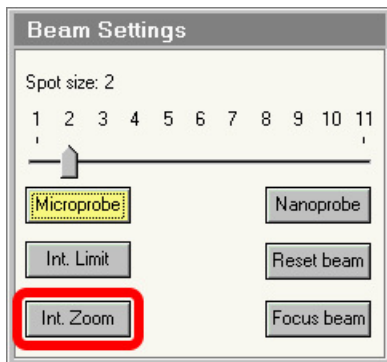 Beam Settings
Spot size: 2
1 2 3 4 5 6 7 8 9 10 11
Microprobe Nanoprobe
Int. Limit Reset beam
Int. Zoom Focus beam